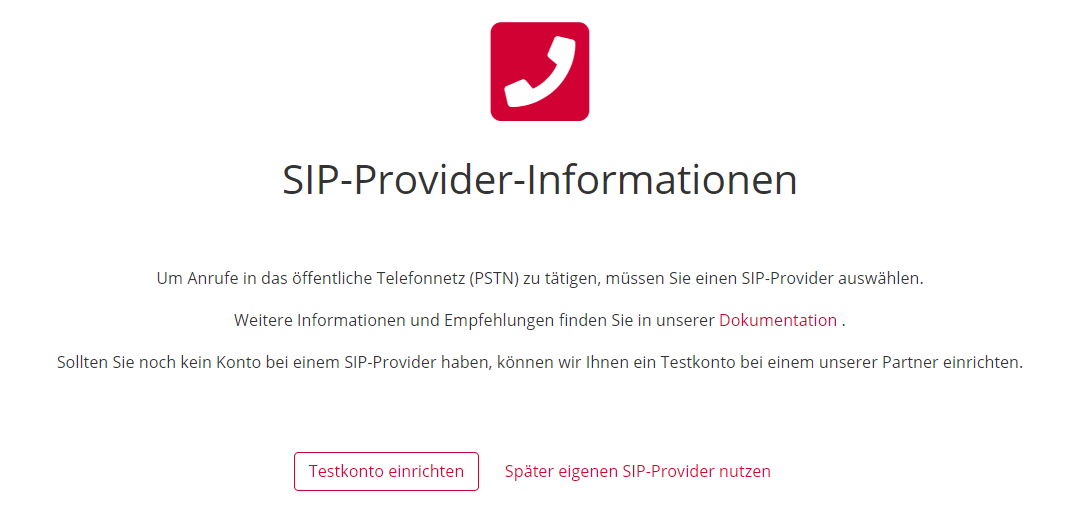 SIP-Provider-Informationen
Um Anrufe in das öffentliche Telefonnetz (PSTN) zu tätigen, müssen Sie einen SIP-Provider auswählen.
Weitere Informationen und Empfehlungen finden Sie in unserer Dokumentation .
Sollten Sie noch kein Konto bei einem SIP-Provider haben, können wir Ihnen ein Testkonto bei einem unserer Partner einrichten.
Testkonto einrichten Später eigenen SIP-Provider nutzen